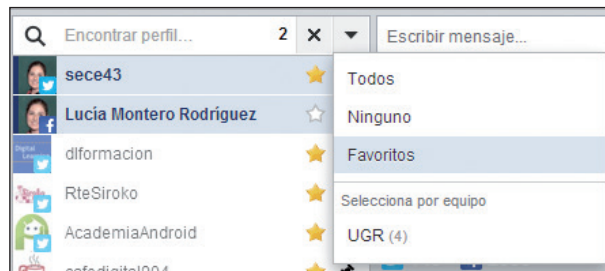 Encontrar perfil... 2
Escribir mensaje...
sece43
Lucía Montero Rodríguez
dlformacion
RteSiroko
AcademiaAndroid
Todos
Ninguno
Favoritos
Selecciona por equipo
UGR (4)